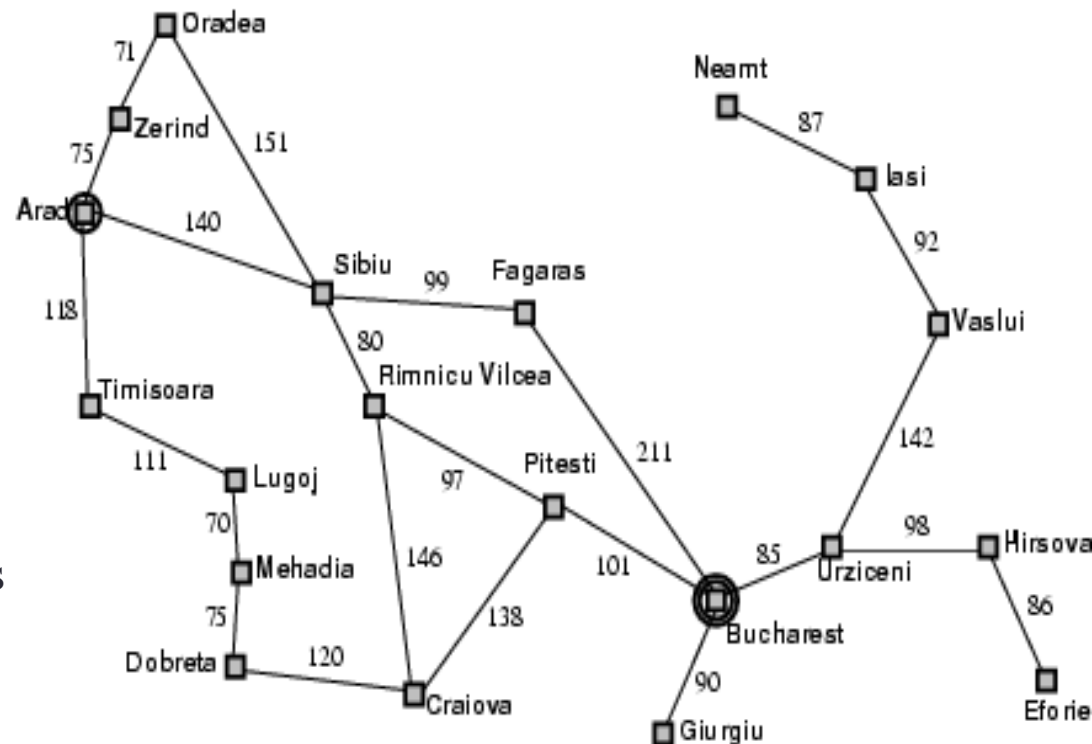 Oradea
71
Neamt
Zerind
87
75
151
Iasi
Arad
140
92
Sibiu
Fagaras
99
118
Vaslui
80
Timisoara
Rimnicu Vilcea
142
111
211
Lugoj
97
Pitesti
70
98
Hirsova
146
85
Mehadia
101
Urziceni
s
86
75
138
Bucharest
Dobreta
120
90
Craiova
Eforie
Giurgiu